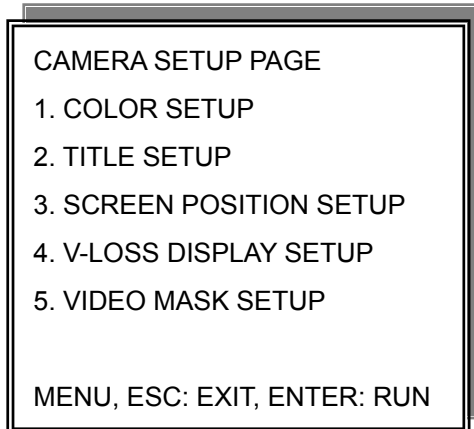 CAMERA SETUP PAGE
1. COLOR SETUP
2. TITLE SETUP
3. SCREEN POSITION SETUP
4. V-LOSS DISPLAY SETUP
5. VIDEO MASK SETUP
MENU, ESC: EXIT, ENTER: RUN